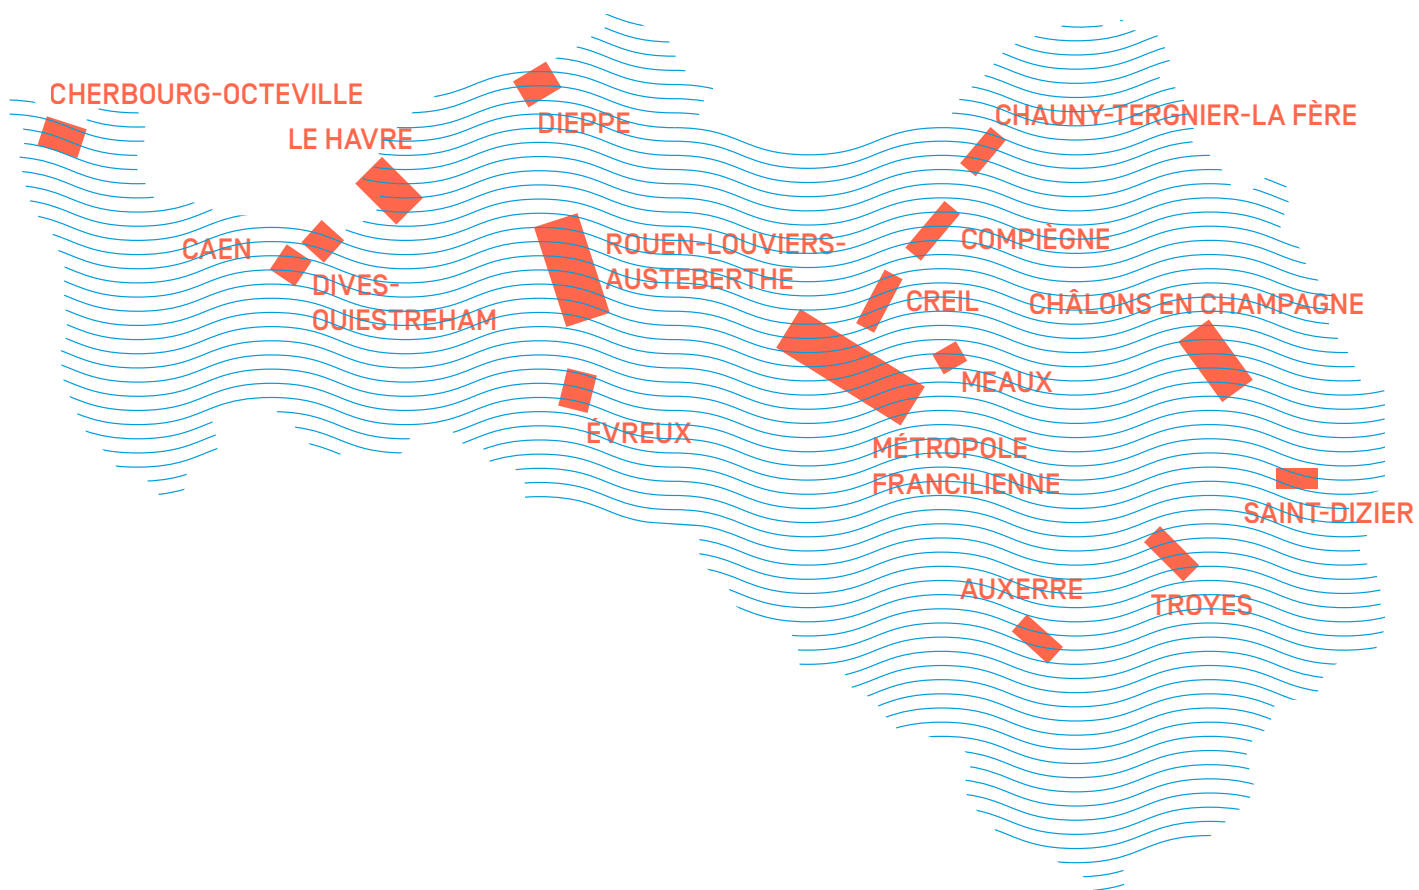 CHERBOURG-OCTEVILLE
LE HAVRE
DIEPPE
CHAUNY-TERGNIER-LA FÈRE
CAEN
DIVES-
OUIESTREHAM
ROUEN-LOUVIERS-
AUSTEBERTHE
COMPIÈGNE
CREIL
CHÂLONS EN CHAMPAGNE
MEAUX
ÉVREUX
MÉTROPOLE
FRANCILIENNE
SAINT-DIZIER
AUXERRE
TROYES